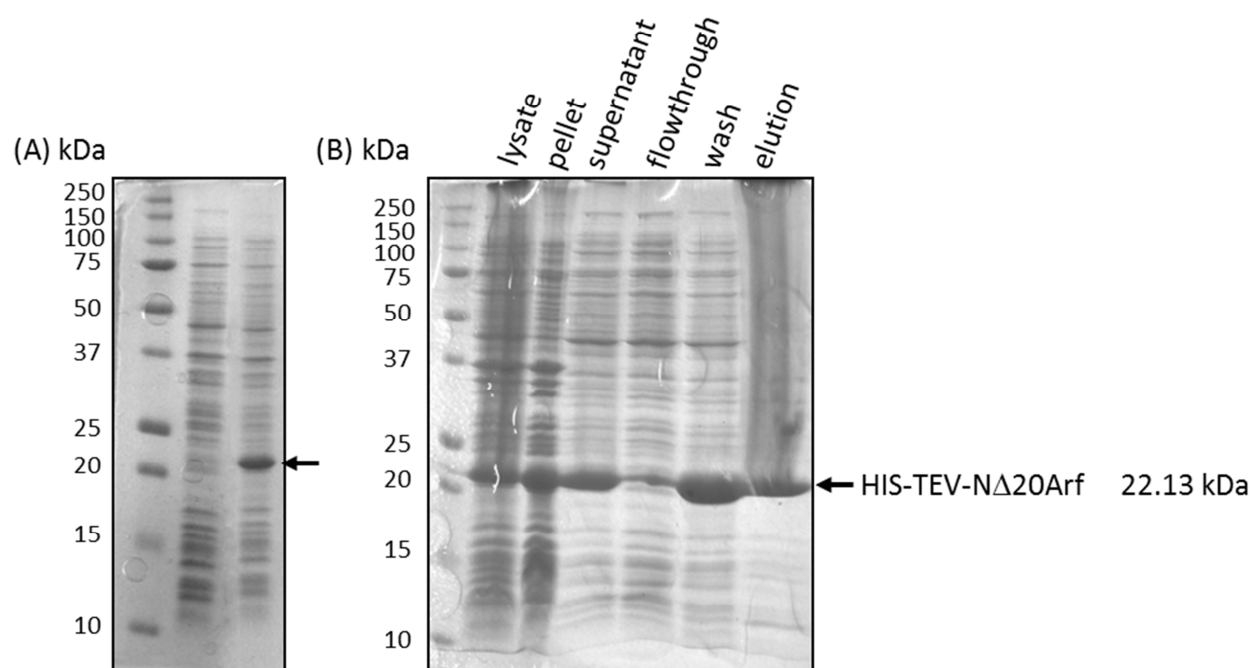 lysate
pellet
supernatant
flowthrough
wash
elution
(A) kDa
250
150
100
75
50
37
25
20
15
10
(B) kDa
250
150
100
75
50
37
25
20
15
10
HIS-TEV-NΔ20Arf 22.13 kDa